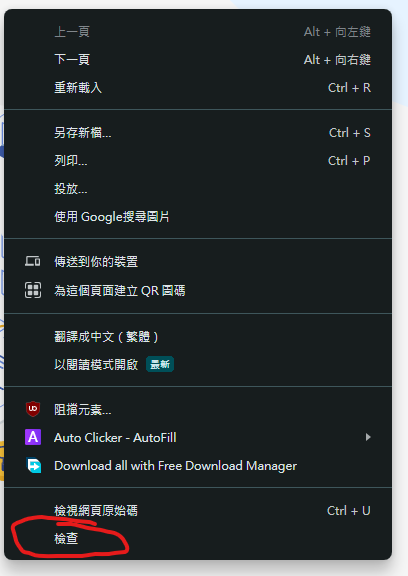 上一頁 Alt + 向左鍵
下一頁 Alt + 向右鍵
重新載入 Ctrl + R
另存新檔... Ctrl + S
列印... Ctrl + P
投放...
使用 Google搜尋圖片
傳送到你的裝置
為這個頁面建立 QR 圖碼
翻譯成中文（繁體）
以閱讀模式開啟 最新
阻擋元素...
Auto Clicker - AutoFill
Download all with Free Download Manager
檢視網頁原始碼 Ctrl + U
檢查